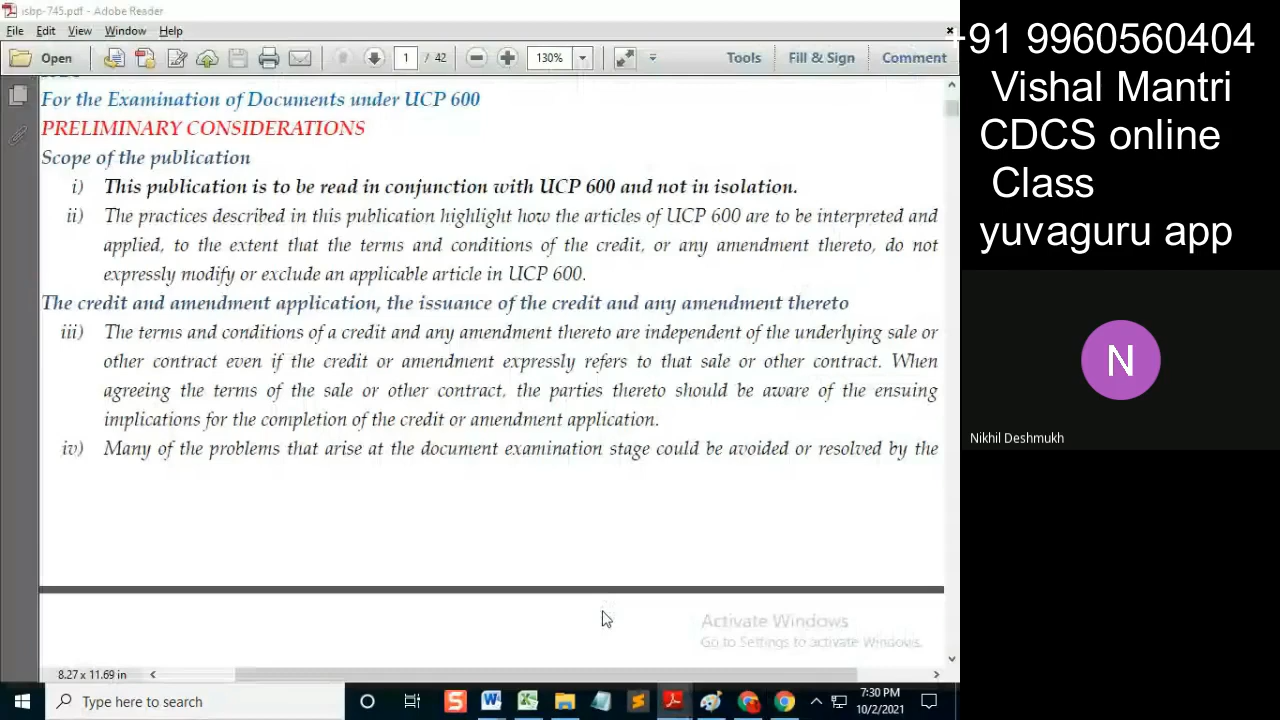 isbp-745.pdf - Adobe Reader
File Edit View Window Help
Open 1 / 42 130% Tools Fill & Sign Comment
For the Examination of Documents under UCP 600
PRELIMINARY CONSIDERATIONS
Scope of the publication
i) This publication is to be read in conjunction with UCP 600 and not in isolation.
ii) The practices described in this publication highlight how the articles of UCP 600 are to be interpreted and
applied, to the extent that the terms and conditions of the credit, or any amendment thereto, do not
expressly modify or exclude an applicable article in UCP 600.
The credit and amendment application, the issuance of the credit and any amendment thereto
iii) The terms and conditions of a credit and any amendment thereto are independent of the underlying sale or
other contract even if the credit or amendment expressly refers to that sale or other contract. When
agreeing the terms of the sale or other contract, the parties thereto should be aware of the ensuing
implications for the completion of the credit or amendment application.
iv) Many of the problems that arise at the document examination stage could be avoided or resolved by the
Activate Windows
Go to Settings to activate Windows.
8.27 x 11.69 in
Type here to search
7:30 PM
10/2/2021
+91 9960560404
Vishal Mantri
CDCS online
Class
yuvaguru app
N
Nikhil Deshmukh